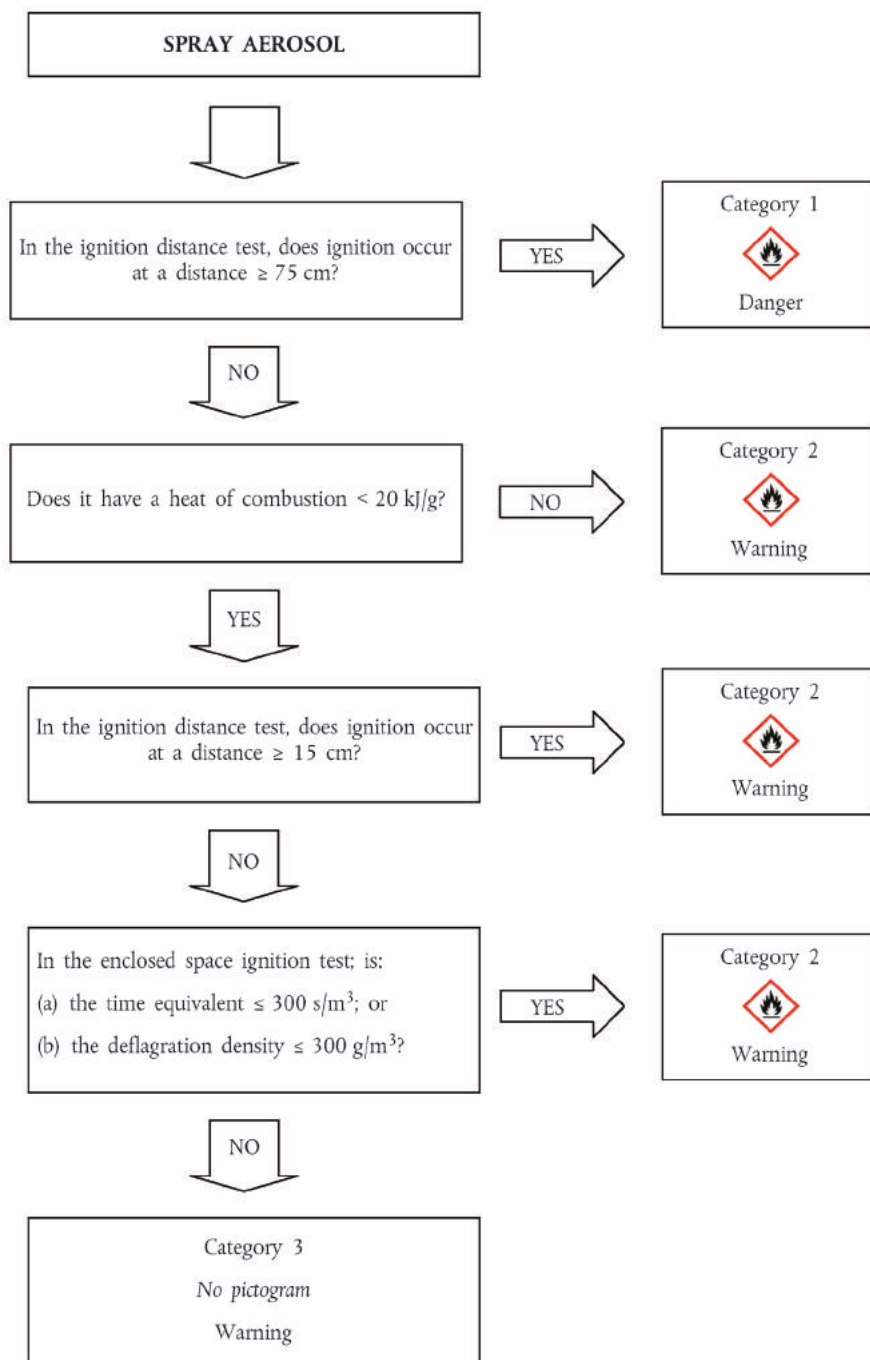 SPRAY AEROSOL
In the ignition distance test, does ignition occur
at a distance ≥ 75 cm?
YES
Category 1
Danger
NO
Does it have a heat of combustion < 20 kJ/g?
NO
Category 2
Warning
YES
In the ignition distance test, does ignition occur
at a distance ≥ 15 cm?
YES
Category 2
Warning
NO
In the enclosed space ignition test; is:
(a) the time equivalent ≤ 300 s/m³; or
(b) the deflagration density ≤ 300 g/m³?
YES
Category 2
Warning
NO
Category 3
No pictogram
Warning